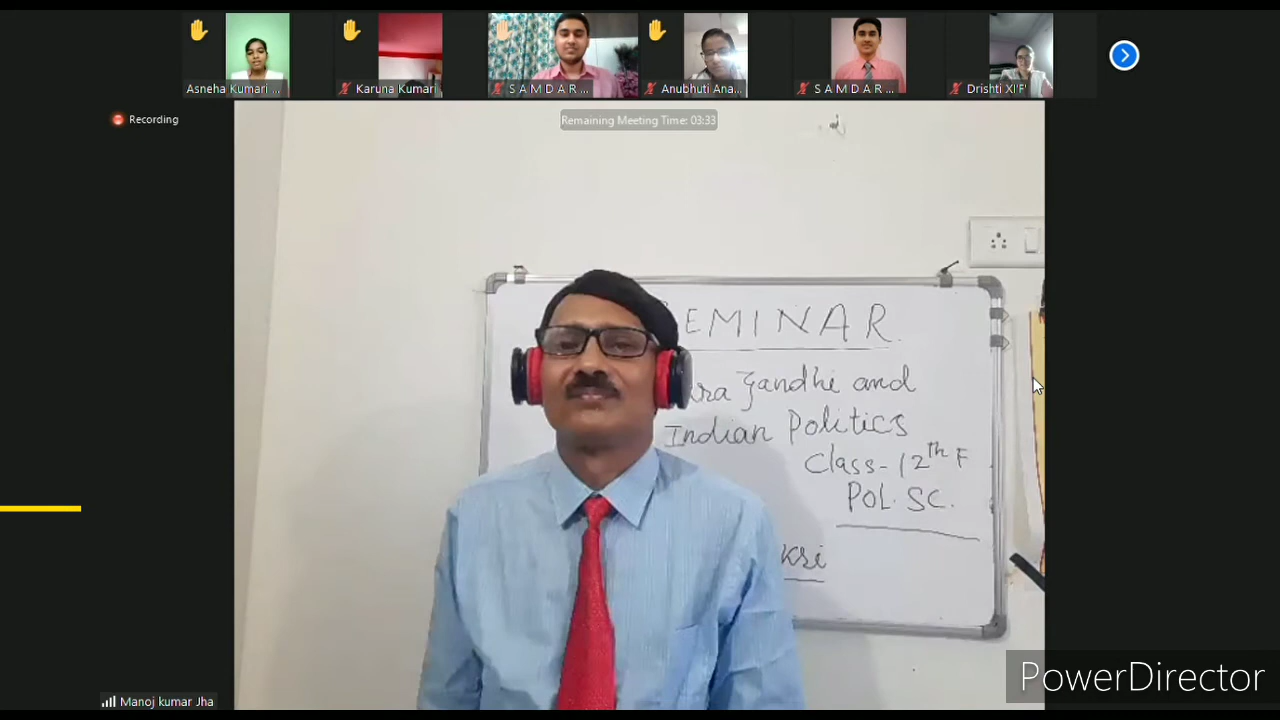 Asneha Kumari ...
Karuna Kumari
S A M D A R ...
Anubhuti Ana...
S A M D A R ...
Drishti XI'F'
Recording
Remaining Meeting Time: 03:33
EMINAR
Gandhi and
Indian Politics
Class-12th F
POL. SC.
Manoj kumar Jha
PowerDirector